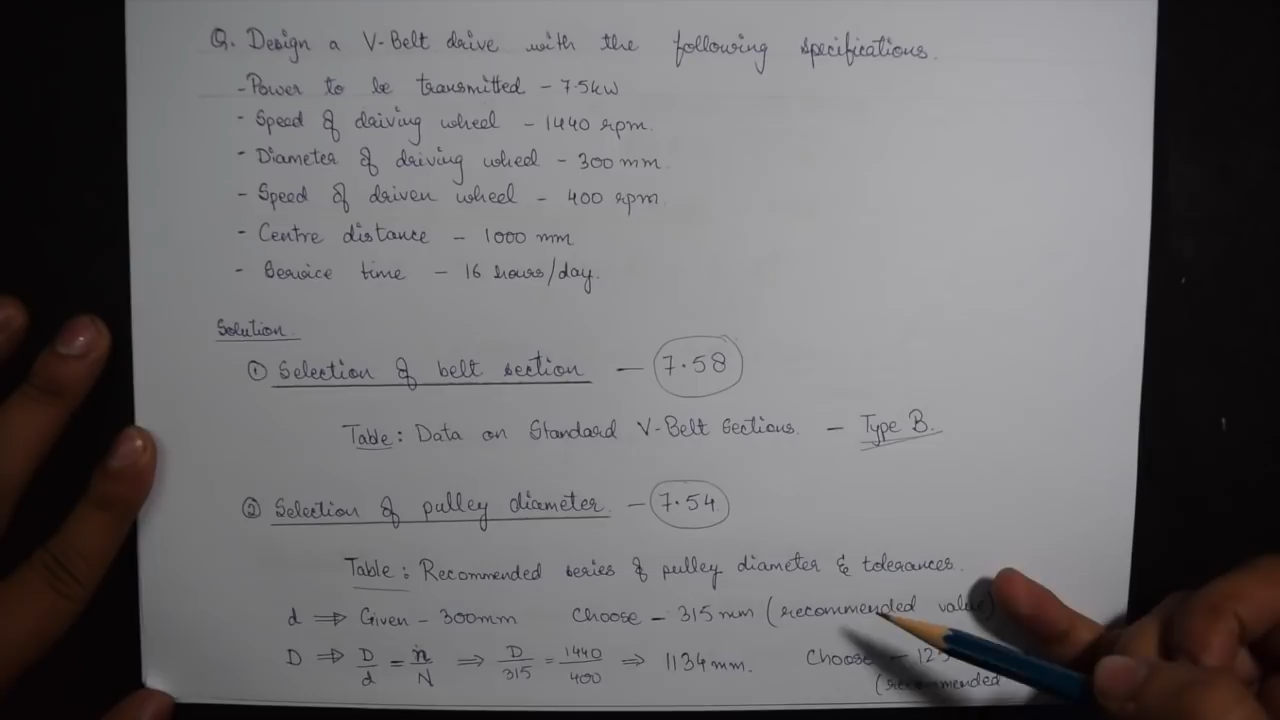 Q. Design a V-Belt drive with the following specifications.
- Power to be transmitted - 7.5kW
- Speed of driving wheel - 1440 rpm.
- Diameter of driving wheel - 300 mm.
- Speed of driven wheel - 400 rpm.
- Centre distance - 1000 mm
- Service time - 16 hours/day.
Solution.
① Selection of belt section — 7.58
Table: Data on Standard V-Belt Sections. - Type B.
② Selection of pulley diameter. — 7.54
Table: Recommended series of pulley diameter & tolerances.
d ⇒ Given - 300mm Choose - 315 mm (recommended value)
D ⇒ D/d = n/N ⇒ D/315 = 1440/400 ⇒ 1134 mm. Choose -
(recommended